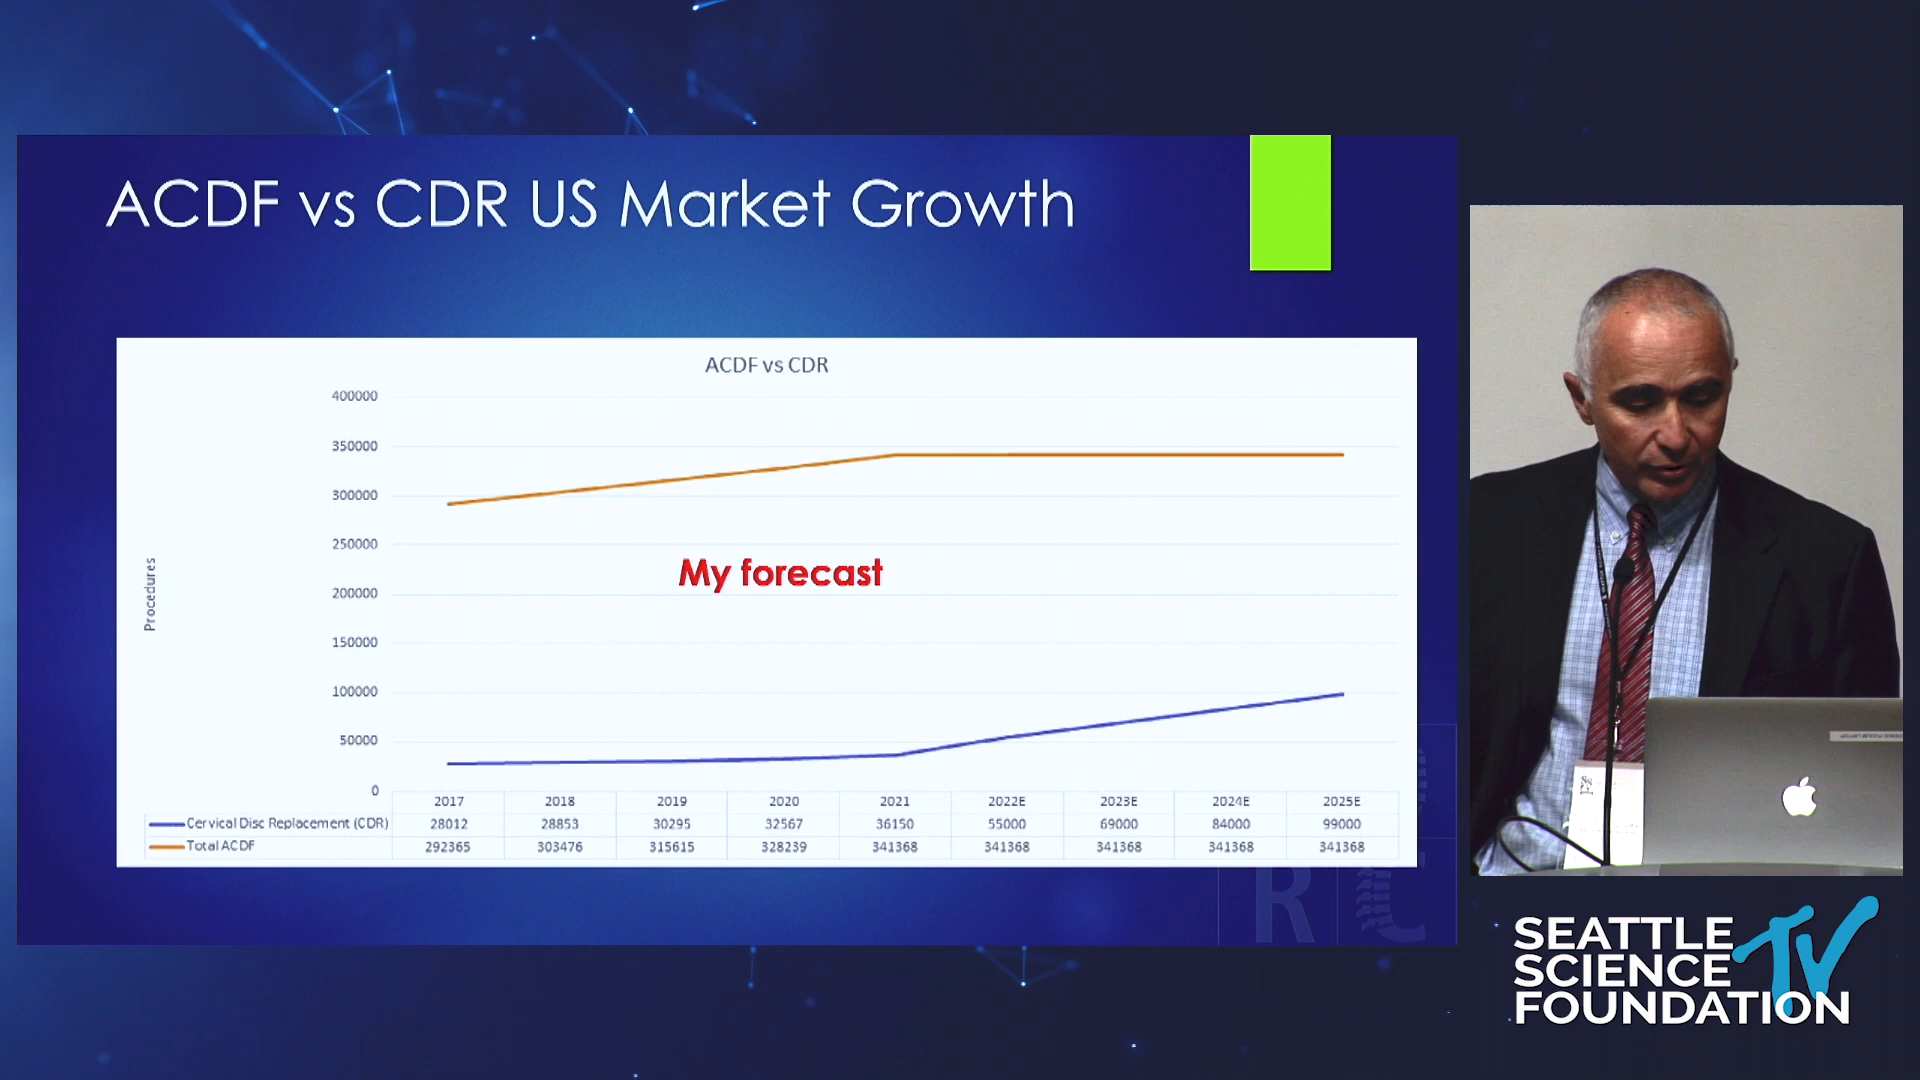 ACDF vs CDR US Market Growth
ACDF vs CDR
400000
350000
300000
250000
200000
150000
100000
50000
0
Procedures
My forecast
2017 2018 2019 2020 2021 2022E 2023E 2024E 2025E
Cervical Disc Replacement (CDR) 28012 28853 30295 32567 36150 55000 69000 84000 99000
Total ACDF 292365 303476 315615 328239 341368 341368 341368 341368 341368
R
SEATTLE
SCIENCE
FOUNDATION
TV